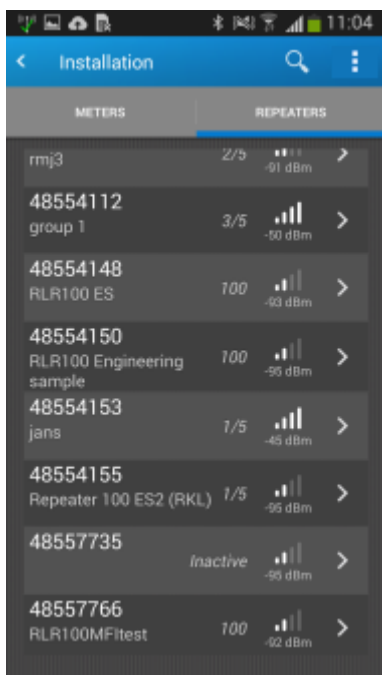 11:04
Installation
METERS REPEATERS
rmj3 2/5 -91 dBm
48554112
group 1 3/5 -50 dBm
48554148
RLR100 ES 100 -93 dBm
48554150
RLR100 Engineering
sample 100 -95 dBm
48554153
jans 1/5 -45 dBm
48554155
Repeater 100 ES2 (RKL) 1/5 -95 dBm
48557735
Inactive -95 dBm
48557766
RLR100MFItest 100 -92 dBm